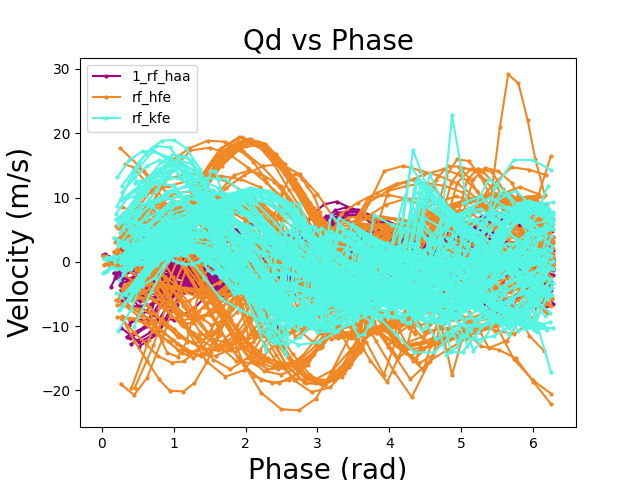 Qd vs Phase
1_rf_haa
rf_hfe
rf_kfe
30
20
10
0
−10
−20
Velocity (m/s)
0 1 2 3 4 5 6
Phase (rad)